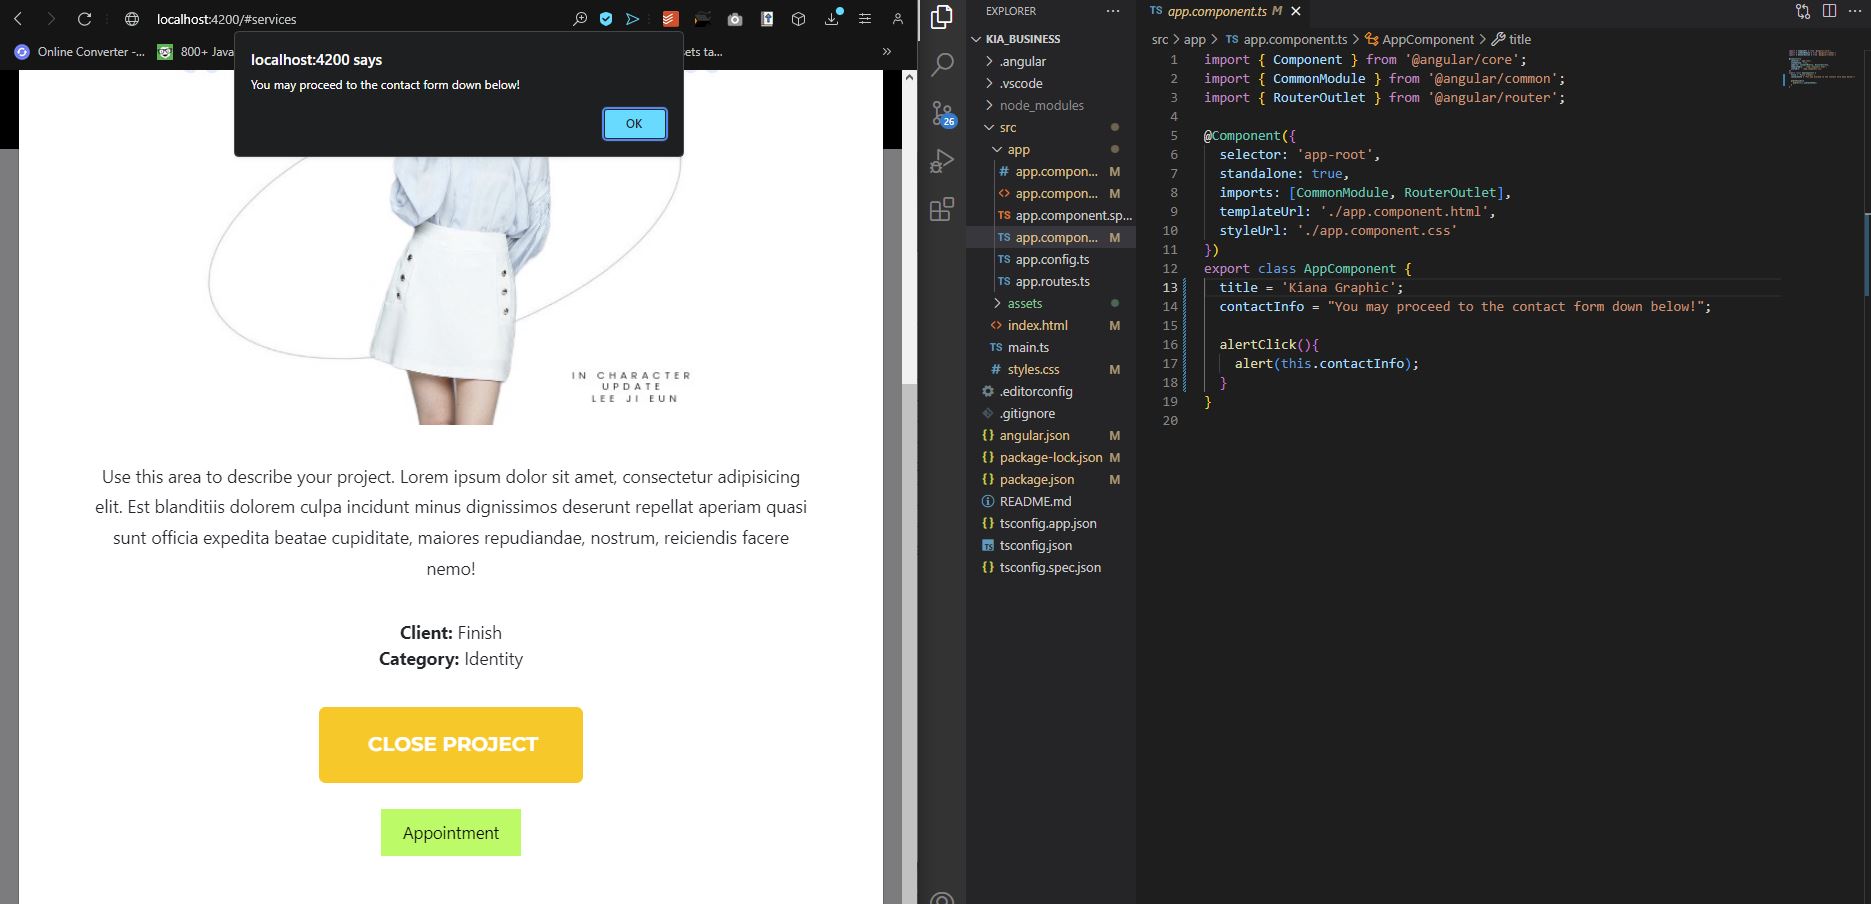 localhost:4200/#services
Online Converter -...
800+ Java
sets ta...
»
localhost:4200 says
You may proceed to the contact form down below!
OK
IN CHARACTER
UPDATE
LEE JI EUN
Use this area to describe your project. Lorem ipsum dolor sit amet, consectetur adipisicing
elit. Est blanditiis dolorem culpa incidunt minus dignissimos deserunt repellat aperiam quasi
sunt officia expedita beatae cupiditate, maiores repudiandae, nostrum, reiciendis facere
nemo!
Client: Finish
Category: Identity
CLOSE PROJECT
Appointment
26
EXPLORER ...
KIA_BUSINESS
.angular
.vscode
node_modules
src
app
# app.compon... M
<> app.compon... M
TS app.component.sp...
TS app.compon... M
TS app.config.ts
TS app.routes.ts
assets
<> index.html M
TS main.ts
# styles.css M
.editorconfig
.gitignore
{} angular.json M
{} package-lock.json M
{} package.json M
README.md
{} tsconfig.app.json
TS tsconfig.json
{} tsconfig.spec.json
TS app.component.ts M
src > app > TS app.component.ts > AppComponent > title
1 import { Component } from '@angular/core';
2 import { CommonModule } from '@angular/common';
3 import { RouterOutlet } from '@angular/router';
4
5 @Component({
6 selector: 'app-root',
7 standalone: true,
8 imports: [CommonModule, RouterOutlet],
9 templateUrl: './app.component.html',
10 styleUrl: './app.component.css'
11 })
12 export class AppComponent {
13 title = 'Kiana Graphic';
14 contactInfo = "You may proceed to the contact form down below!";
15
16 alertClick(){
17 alert(this.contactInfo);
18 }
19 }
20